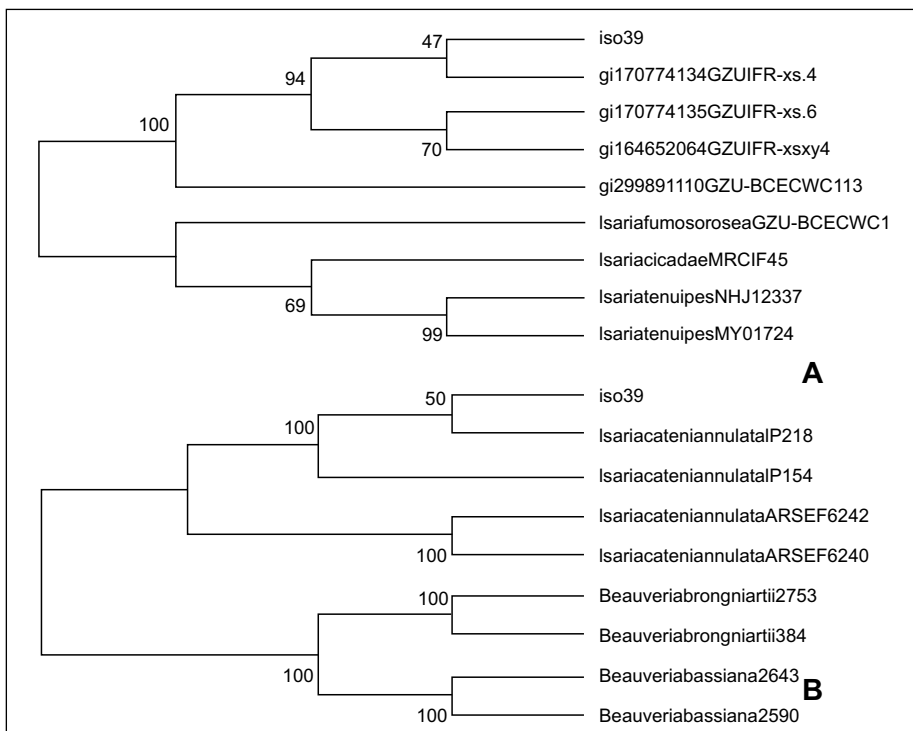 47
iso39
94
gi170774134GZUIFR-xs.4
gi170774135GZUIFR-xs.6
100
70
gi164652064GZUIFR-xsxy4
gi299891110GZU-BCECWC113
IsariafumosoroseaGZU-BCECWC1
IsariacicadaeMRCIF45
69
IsariatenuipesNHJ12337
99
IsariatenuipesMY01724
A
50
iso39
100
IsariacateniannulataIP218
IsariacateniannulataIP154
IsariacateniannulataARSEF6242
100
IsariacateniannulataARSEF6240
100
Beauveriabrongniartii2753
Beauveriabrongniartii384
100
Beauveriabassiana2643
B
100
Beauveriabassiana2590